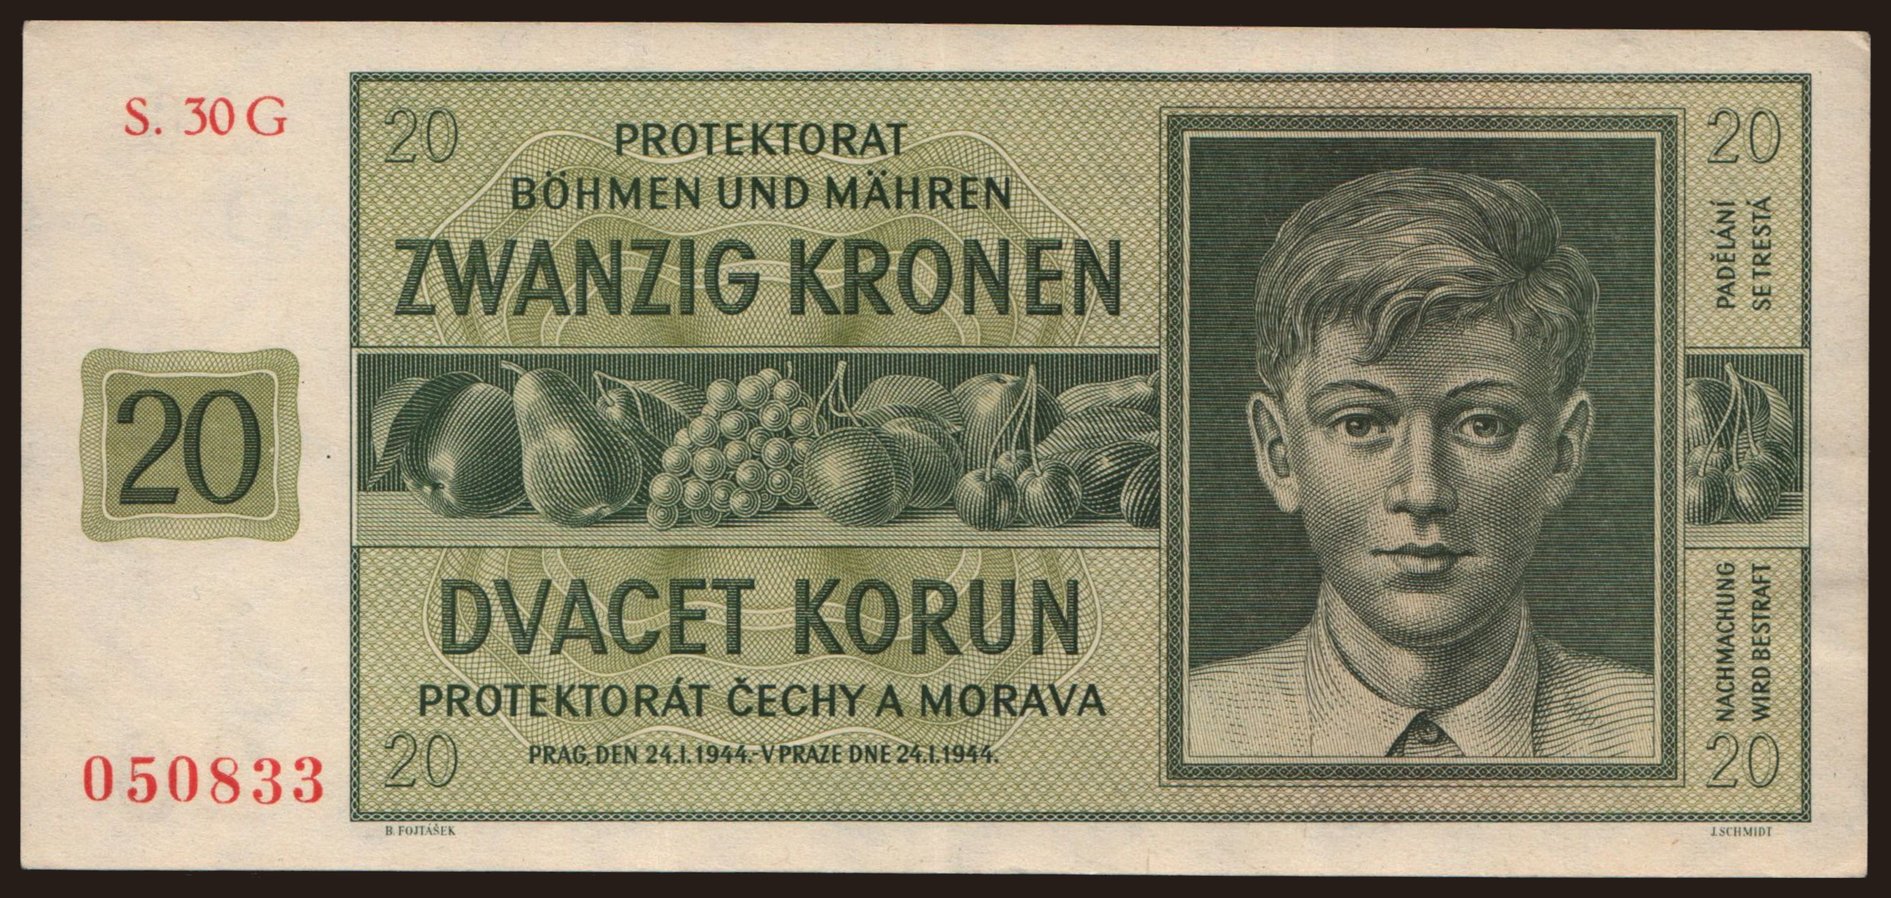 S. 30 G
20
20
PROTEKTORAT
BÖHMEN UND MÄHREN
ZWANZIG KRONEN
PADĚLÁNÍ
SE TRESTÁ
20
DVACET KORUN
PROTEKTORÁT ČECHY A MORAVA
PRAG, DEN 24.I.1944.-V PRAZE DNE 24.I.1944.
NACHMACHUNG
WIRD BESTRAFT
050833
20
20
B. FOJTÁŠEK
J. SCHMIDT